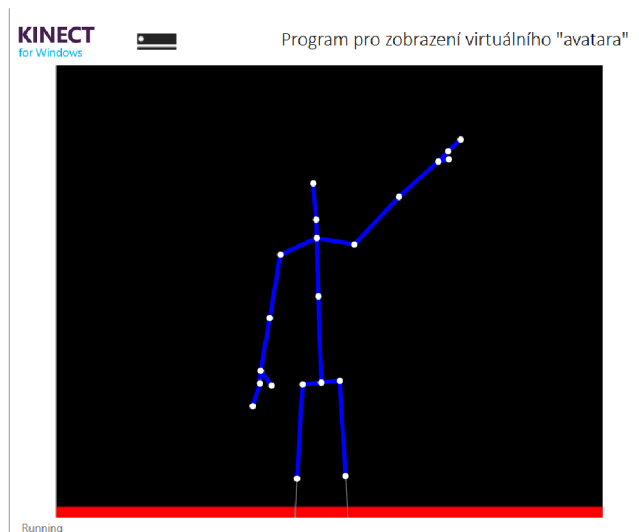 KINECT
for Windows
Program pro zobrazení virtuálního "avatara"
Running